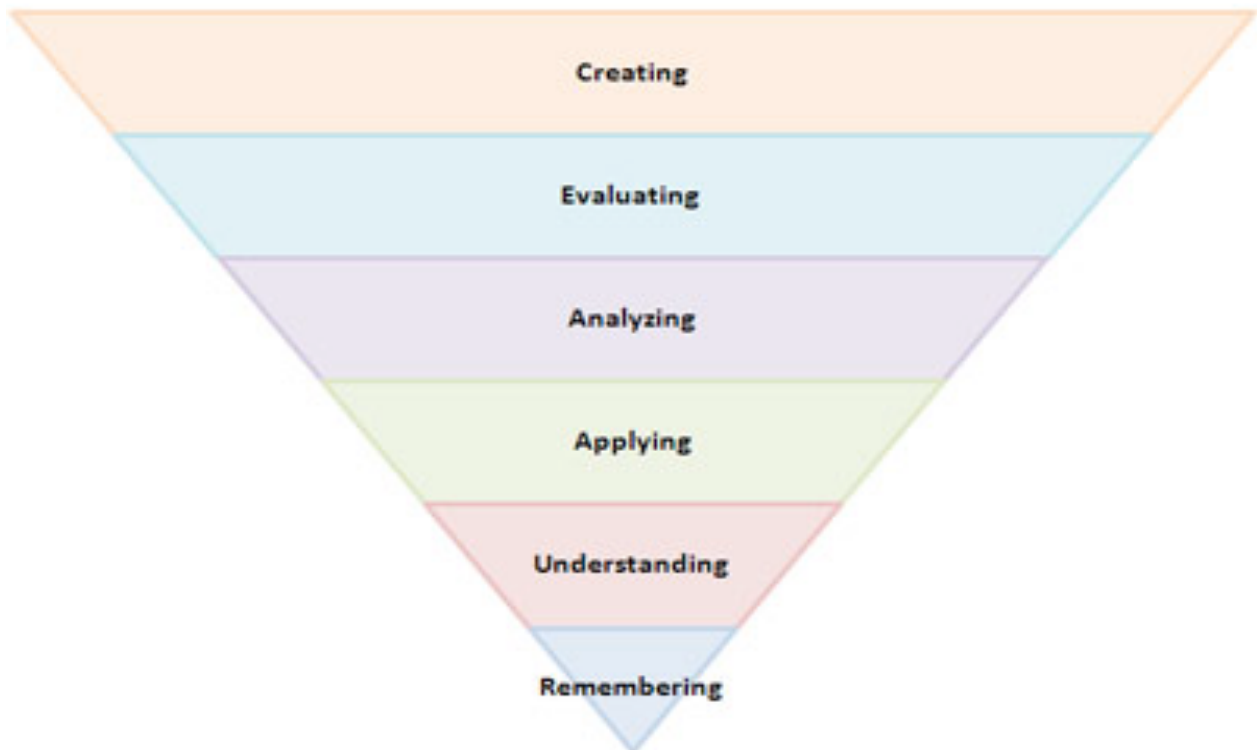 Creating
Evaluating
Analyzing
Applying
Understanding
Remembering